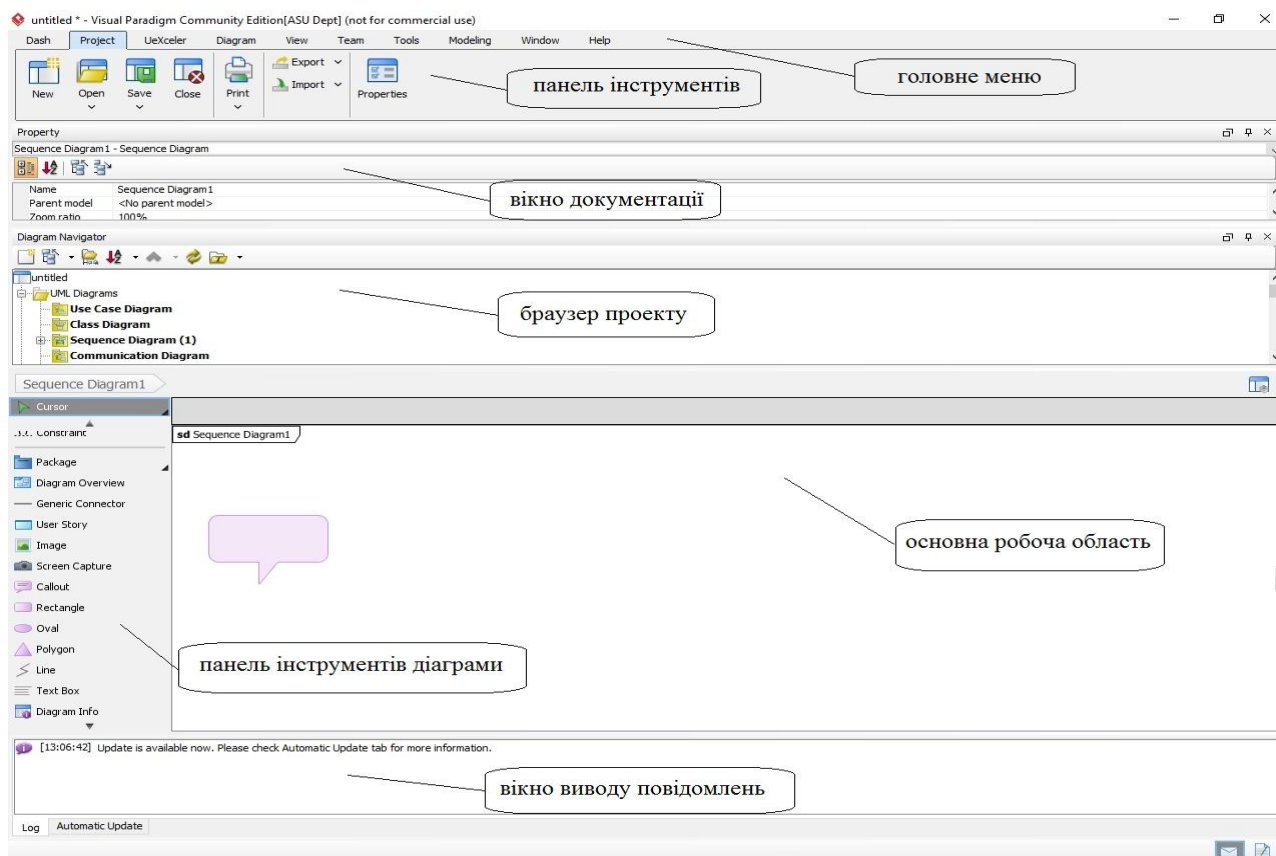 untitled * - Visual Paradigm Community Edition[ASU Dept] (not for commercial use)
Dash Project UeXceler Diagram View Team Tools Modeling Window Help
головне меню
New Open Save Close Print Export Import Properties
панель інструментів
Property
Sequence Diagram1 - Sequence Diagram
Name Sequence Diagram1
Parent model <No parent model>
Zoom ratio 100%
вікно документації
Diagram Navigator
untitled
UML Diagrams
Use Case Diagram
Class Diagram
Sequence Diagram (1)
Communication Diagram
браузер проекту
Sequence Diagram1
Cursor
Constraint
sd Sequence Diagram1
Package
Diagram Overview
Generic Connector
User Story
Image
Screen Capture
Callout
Rectangle
Oval
Polygon
Line
Text Box
Diagram Info
основна робоча область
панель інструментів діаграми
[13:06:42] Update is available now. Please check Automatic Update tab for more information.
вікно виводу повідомлень
Log Automatic Update